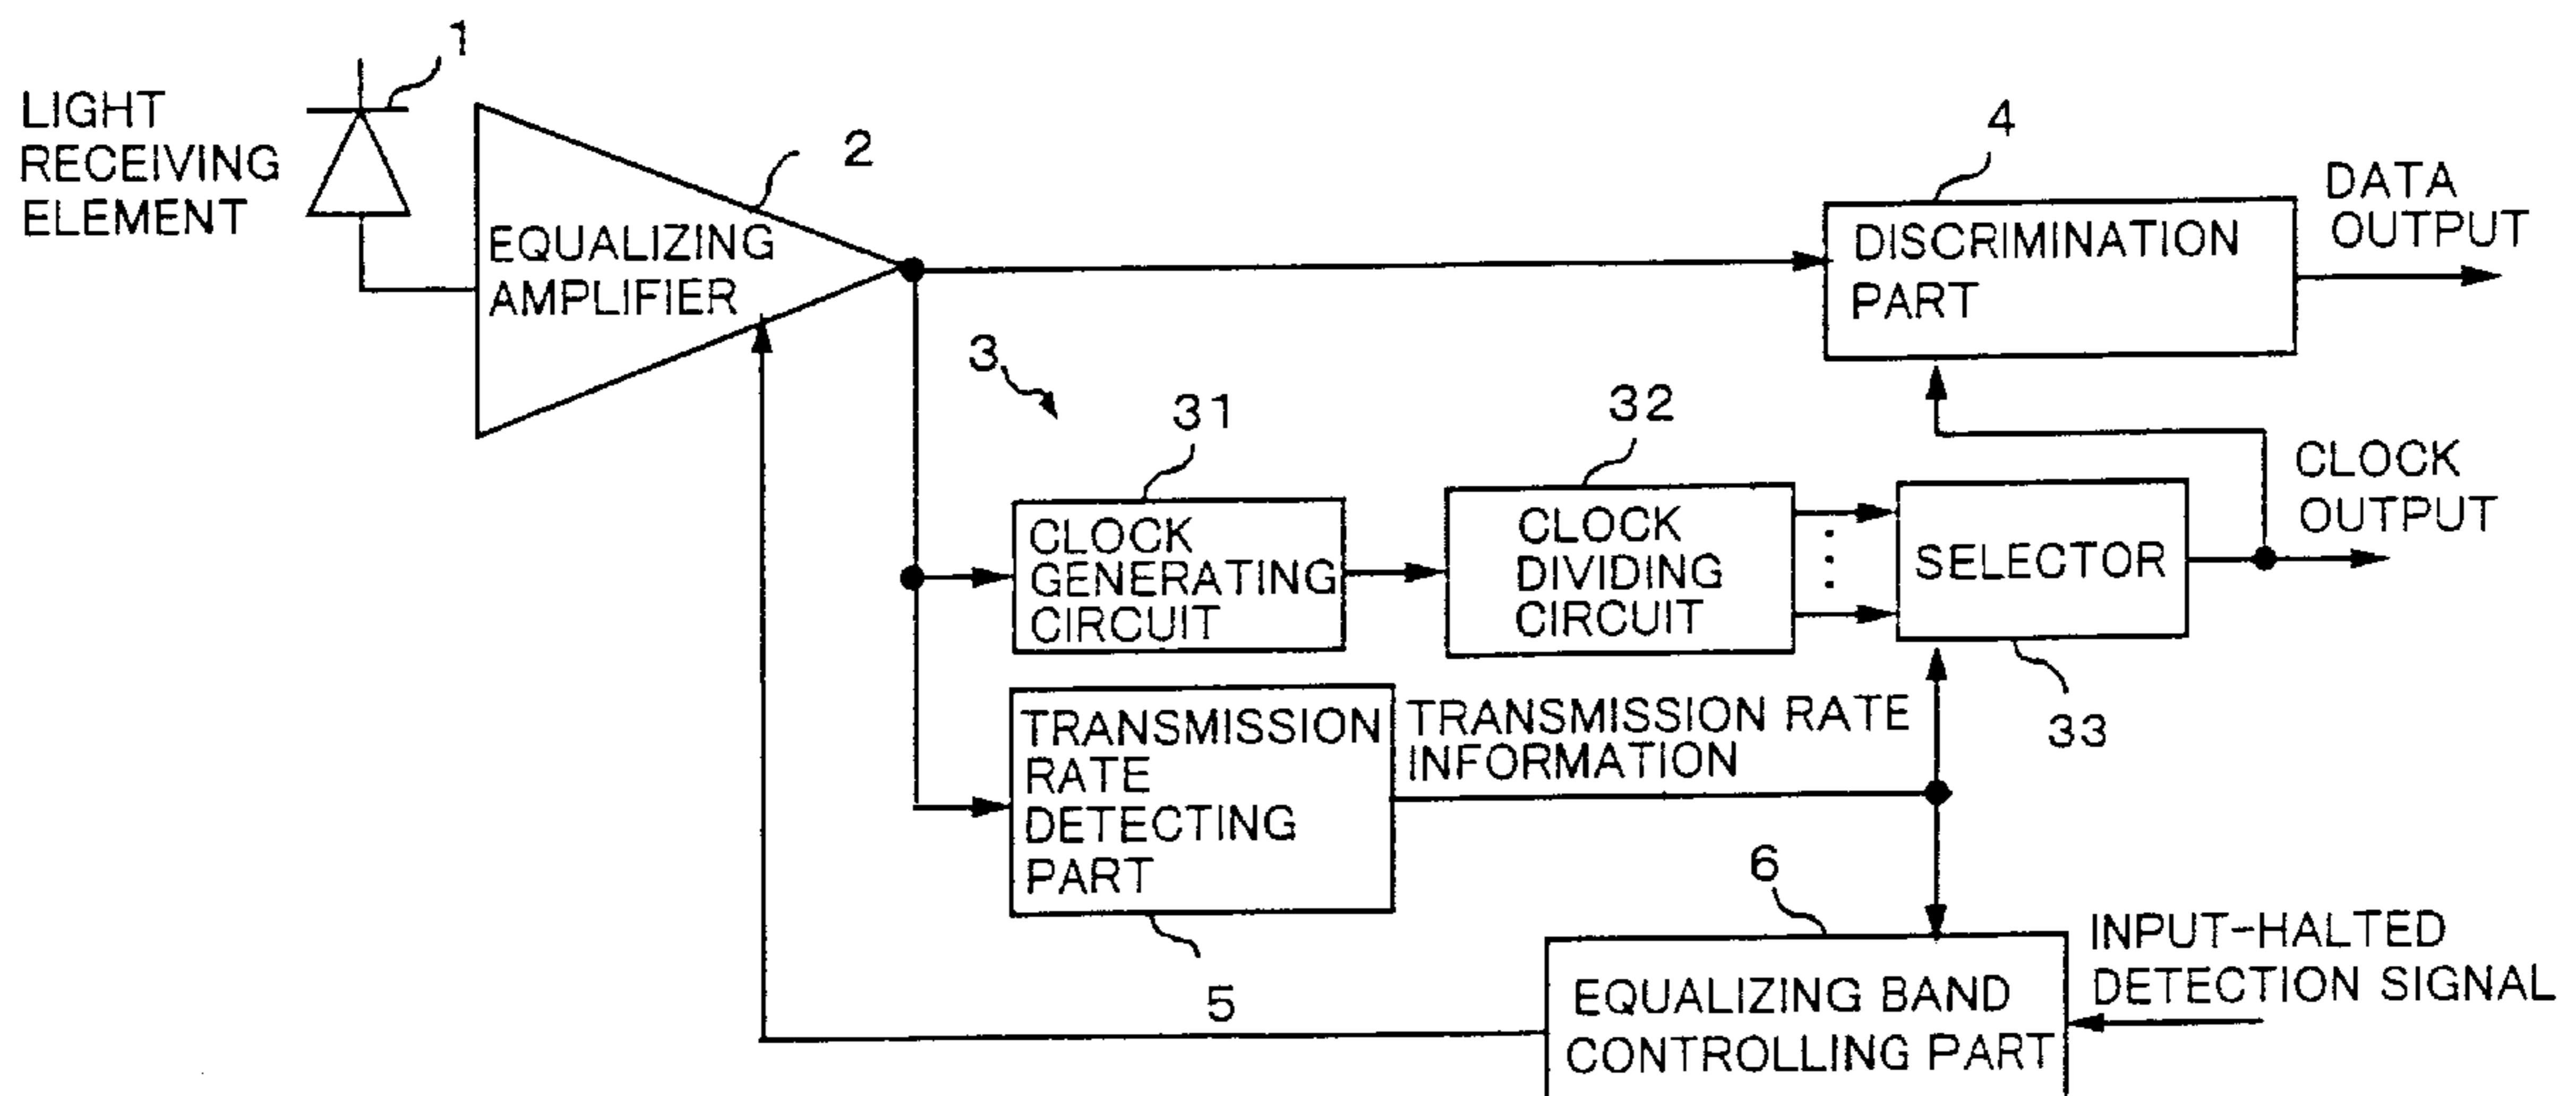 1
LIGHT
RECEIVING
ELEMENT
2
EQUALIZING
AMPLIFIER
4
DISCRIMINATION
PART
DATA
OUTPUT
3
31
CLOCK
GENERATING
CIRCUIT
32
CLOCK
DIVIDING
CIRCUIT
SELECTOR
33
CLOCK
OUTPUT
TRANSMISSION
RATE
DETECTING
PART
5
TRANSMISSION RATE
INFORMATION
6
EQUALIZING BAND
CONTROLLING PART
INPUT-HALTED
DETECTION SIGNAL